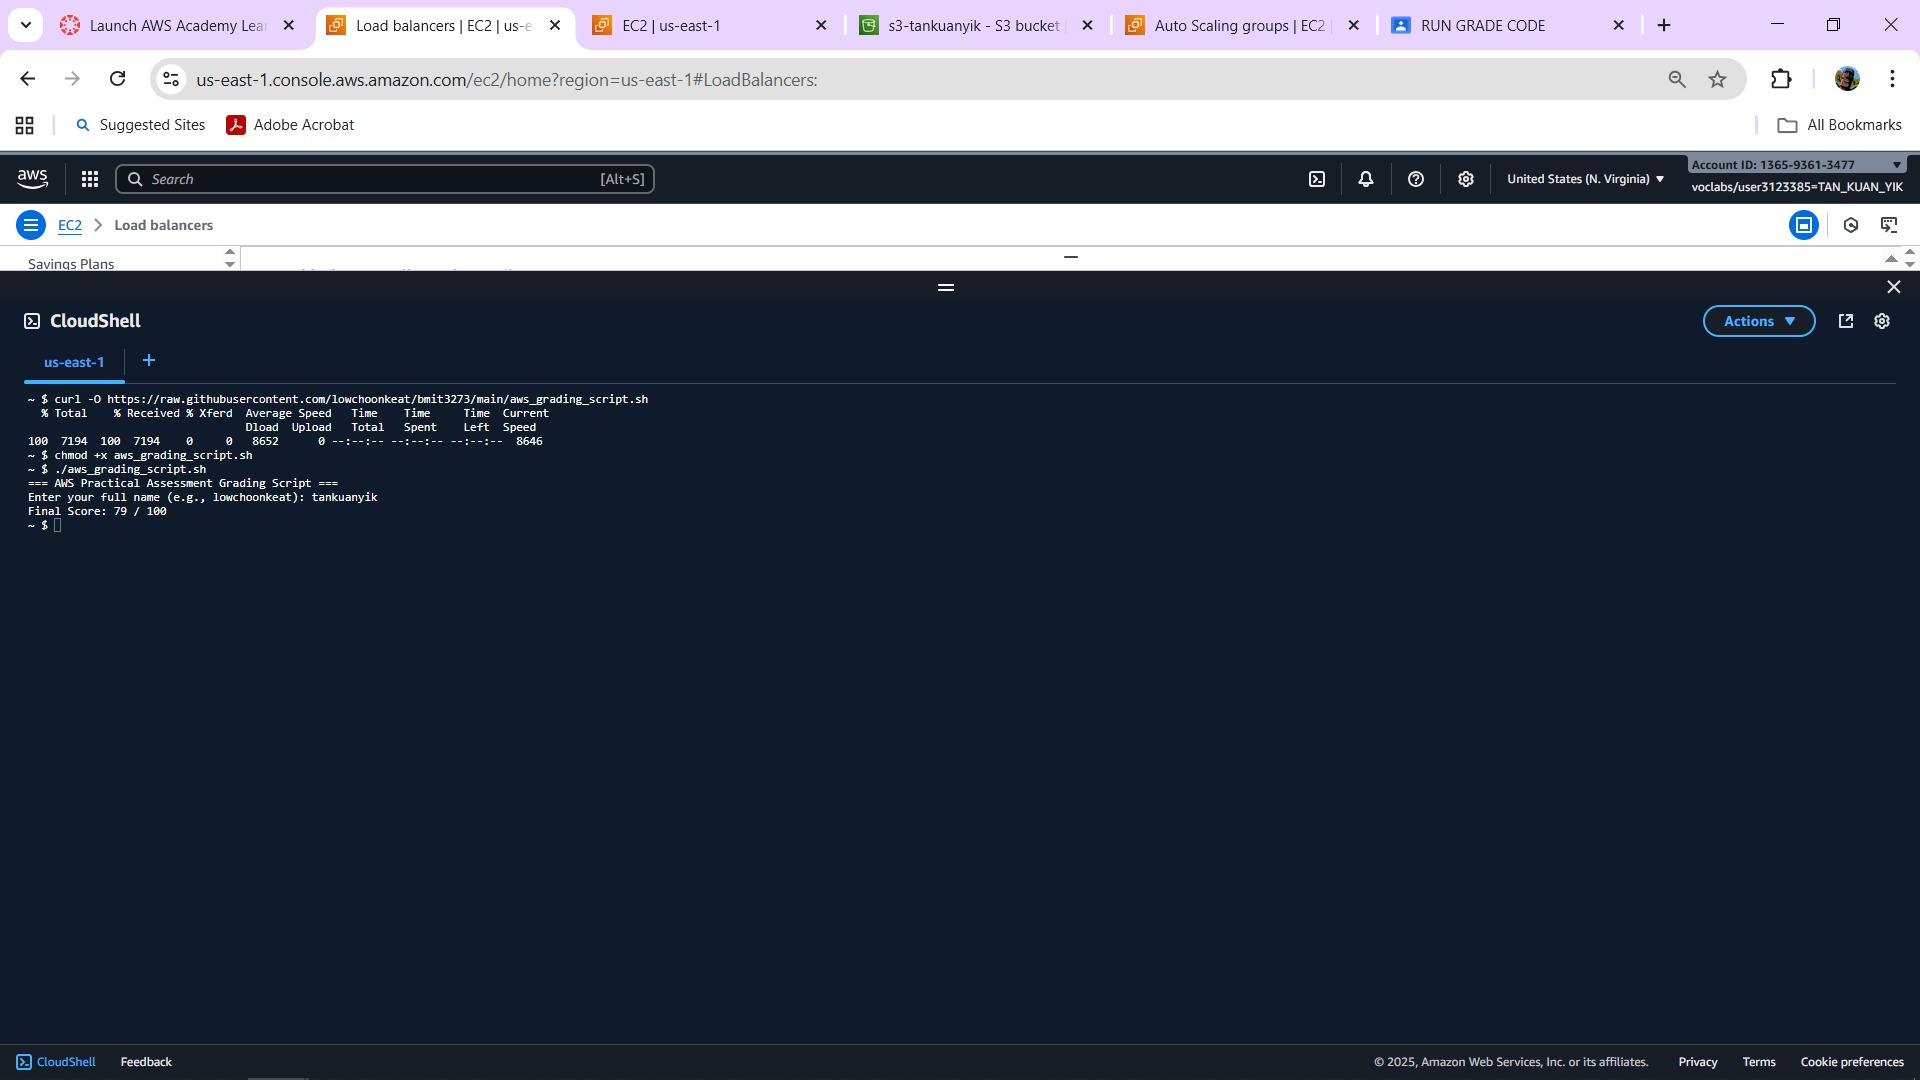 Launch AWS Academy Lea
Load balancers | EC2 | us-e
EC2 | us-east-1
s3-tankuanyik - S3 bucket
Auto Scaling groups | EC2
RUN GRADE CODE
us-east-1.console.aws.amazon.com/ec2/home?region=us-east-1#LoadBalancers:
Suggested Sites
Adobe Acrobat
All Bookmarks
aws
Search
[Alt+S]
United States (N. Virginia)
Account ID: 1365-9361-3477
voclabs/user3123385=TAN_KUAN_YIK
EC2
Load balancers
Savings Plans
CloudShell
Actions
us-east-1
~ $ curl -O https://raw.githubusercontent.com/lowchoonkeat/bmit3273/main/aws_grading_script.sh
% Total % Received % Xferd Average Speed Time Time Time Current
Dload Upload Total Spent Left Speed
100 7194 100 7194 0 0 8652 0 --:--:-- --:--:-- --:--:-- 8646
~ $ chmod +x aws_grading_script.sh
~ $ ./aws_grading_script.sh
=== AWS Practical Assessment Grading Script ===
Enter your full name (e.g., lowchoonkeat): tankuanyik
Final Score: 79 / 100
~ $
CloudShell
Feedback
© 2025, Amazon Web Services, Inc. or its affiliates.
Privacy
Terms
Cookie preferences